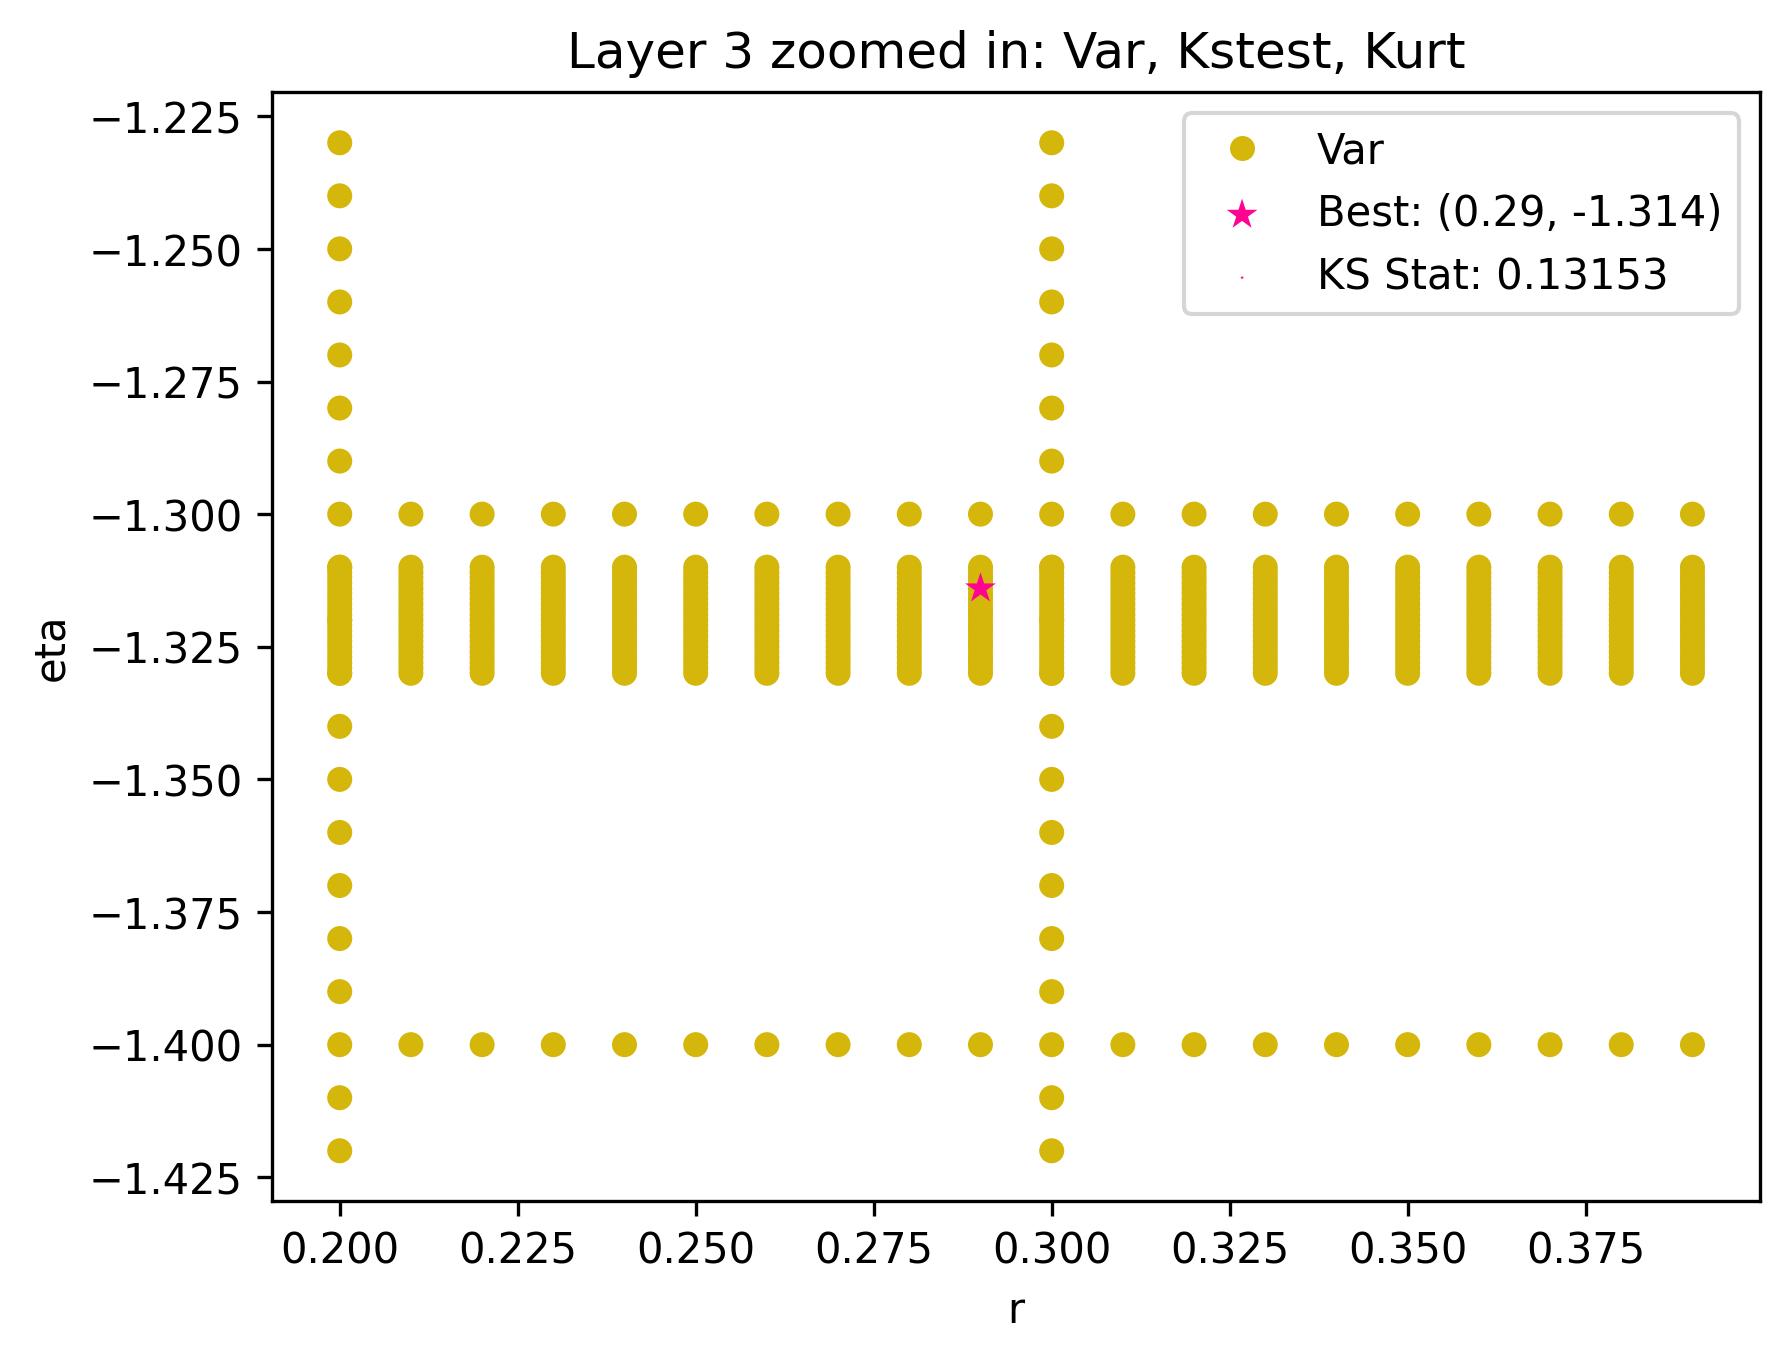 Layer 3 zoomed in: Var, Kstest, Kurt
Var
Best: (0.29, -1.314)
KS Stat: 0.13153
−1.225
−1.250
−1.275
−1.300
−1.325
−1.350
−1.375
−1.400
−1.425
eta
0.200 0.225 0.250 0.275 0.300 0.325 0.350 0.375
r